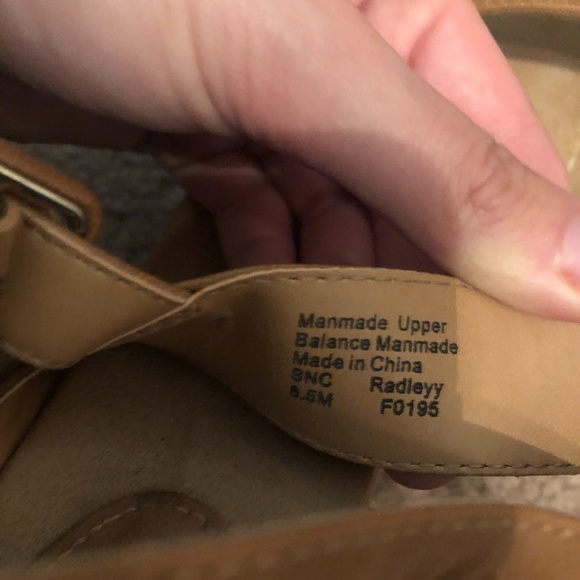 Manmade Upper
Balance Manmade
Made in China
SNC Radleyy
8.5M F0195